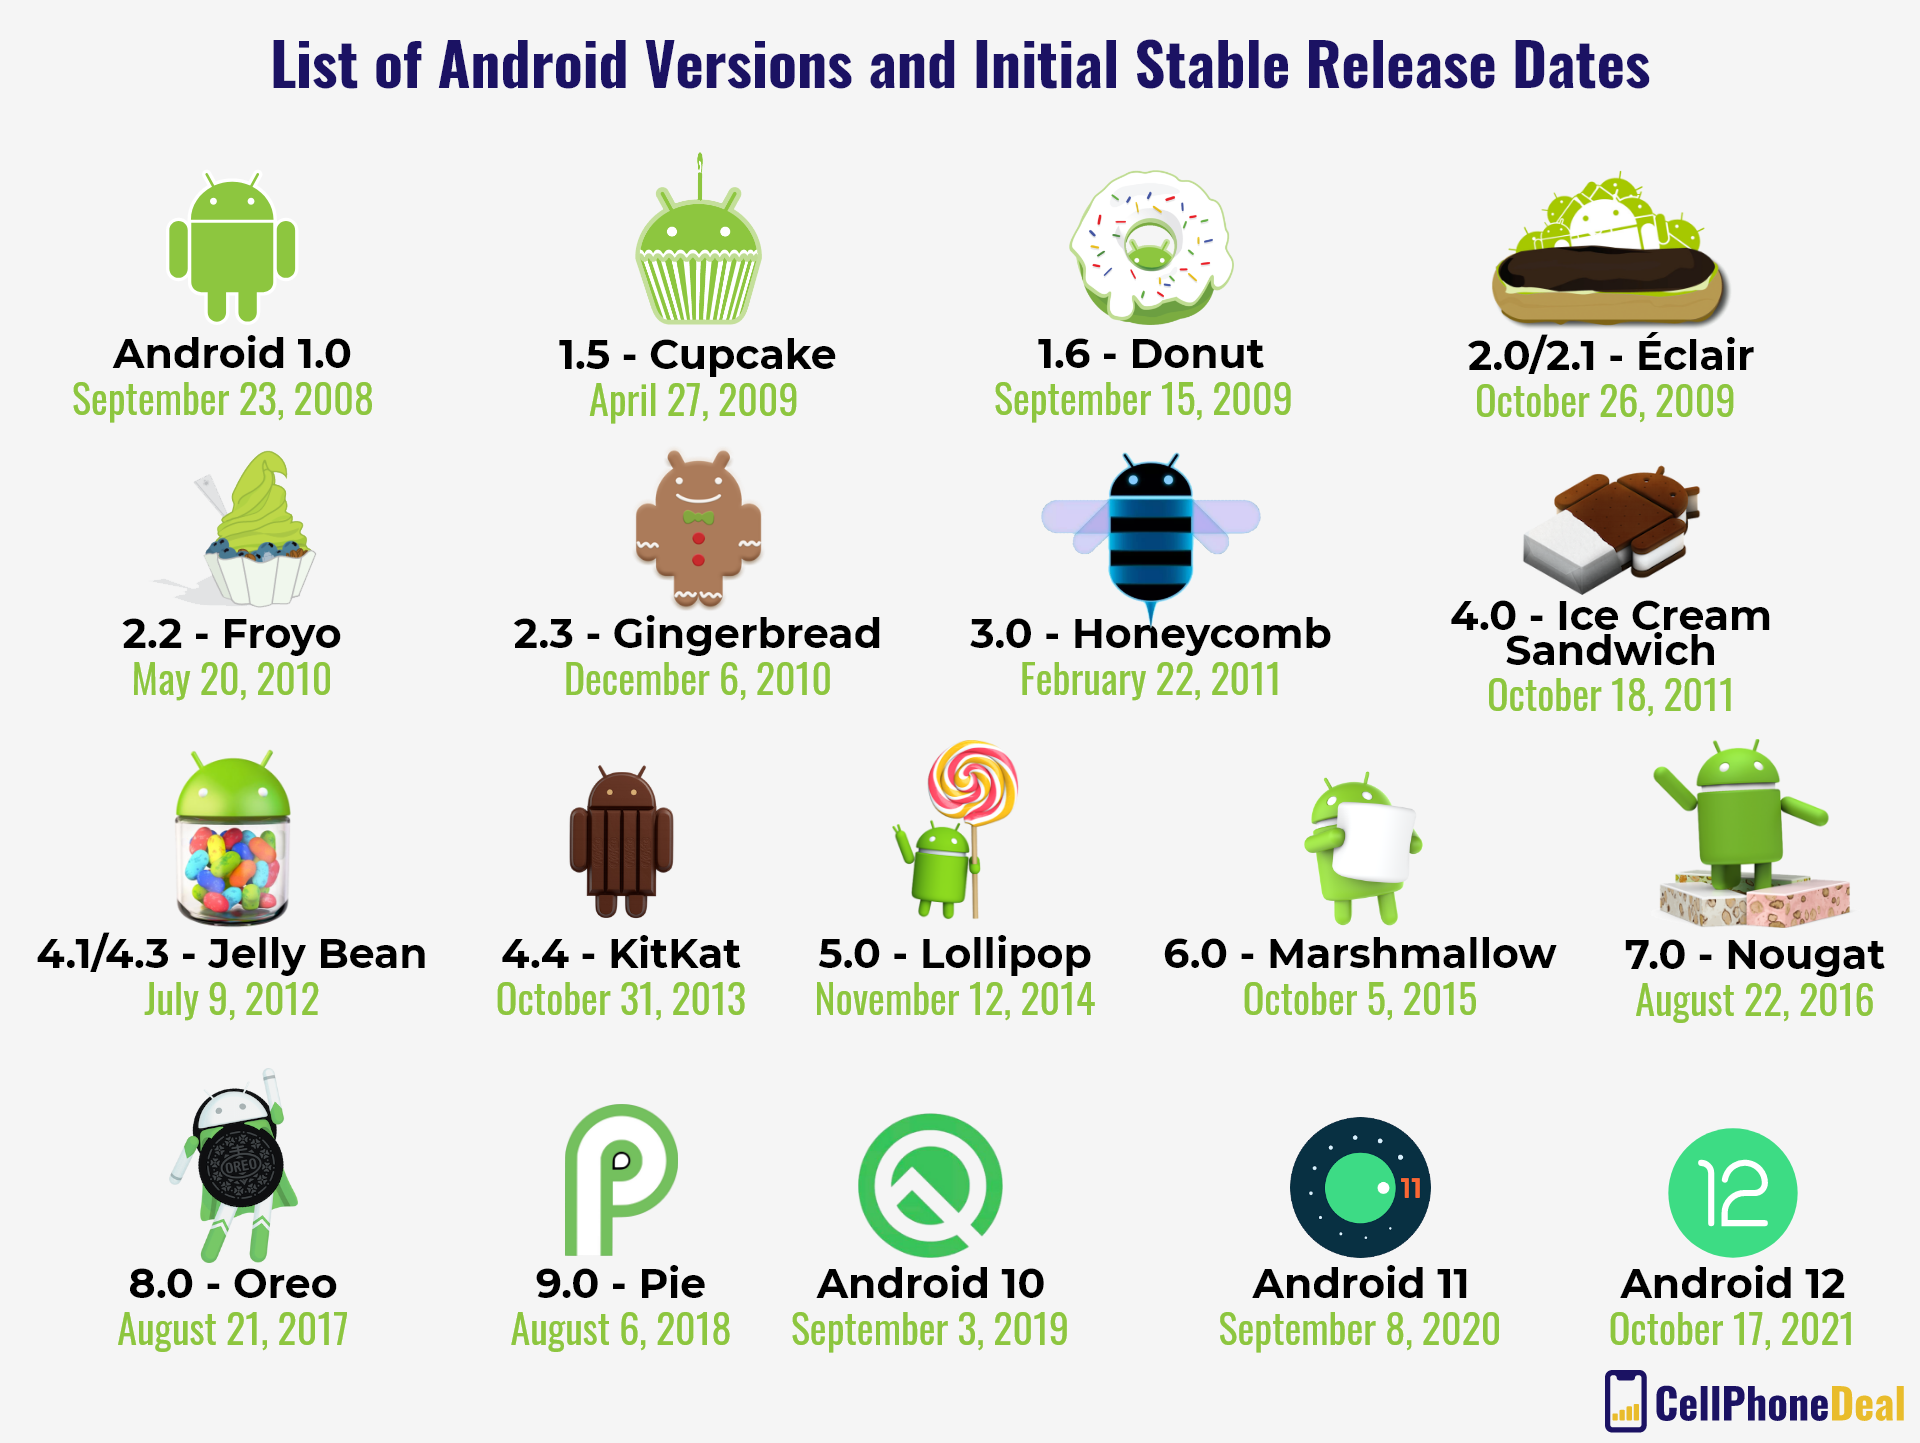 List of Android Versions and Initial Stable Release Dates
Android 1.0
September 23, 2008
1.5 - Cupcake
April 27, 2009
1.6 - Donut
September 15, 2009
2.0/2.1 - Éclair
October 26, 2009
2.2 - Froyo
May 20, 2010
2.3 - Gingerbread
December 6, 2010
3.0 - Honeycomb
February 22, 2011
4.0 - Ice Cream
Sandwich
October 18, 2011
4.1/4.3 - Jelly Bean
July 9, 2012
4.4 - KitKat
October 31, 2013
5.0 - Lollipop
November 12, 2014
6.0 - Marshmallow
October 5, 2015
7.0 - Nougat
August 22, 2016
OREO
8.0 - Oreo
August 21, 2017
9.0 - Pie
August 6, 2018
Android 10
September 3, 2019
11
Android 11
September 8, 2020
12
Android 12
October 17, 2021
CellPhoneDeal